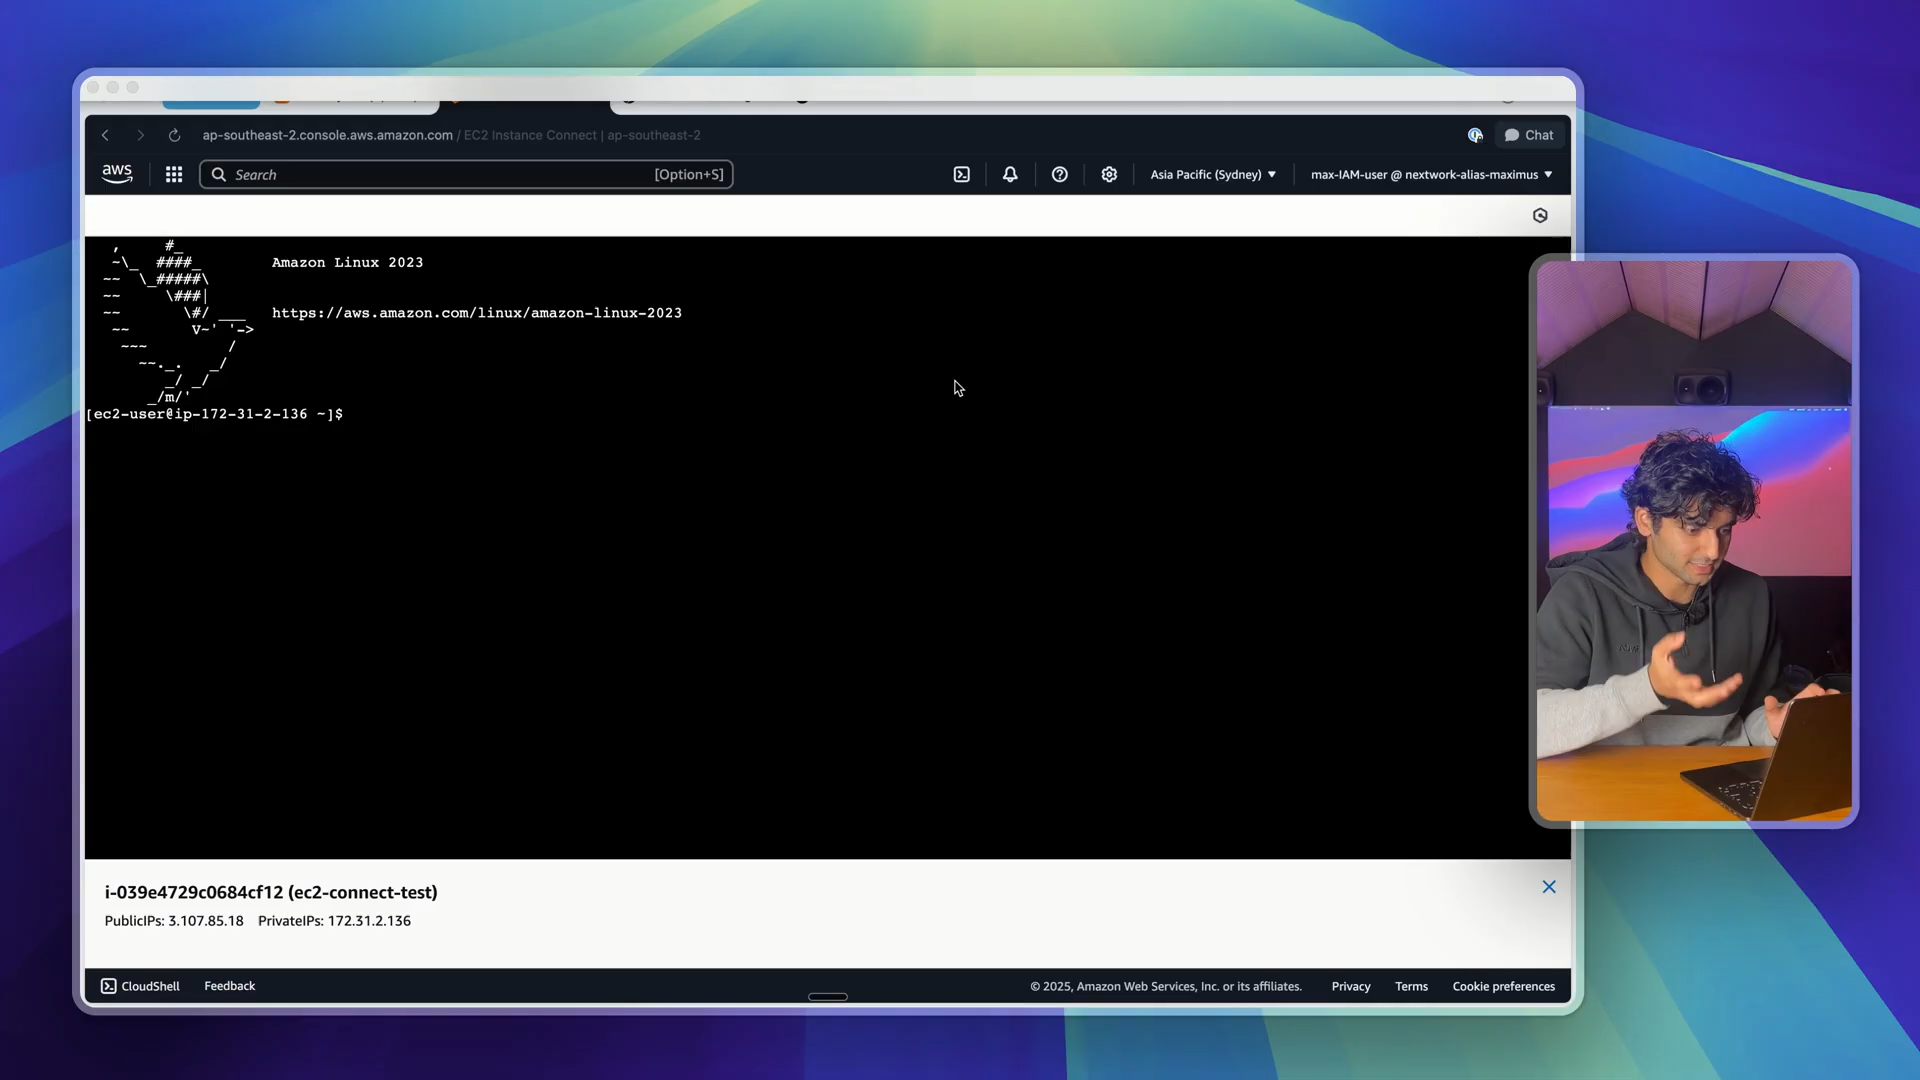 ap-southeast-2.console.aws.amazon.com / EC2 Instance Connect | ap-southeast-2
Chat
aws
Search
[Option+S]
Asia Pacific (Sydney)
max-IAM-user @ nextwork-alias-maximus
   ,     #_
   ~\_  ####_        Amazon Linux 2023
  ~~  \_#####\
  ~~     \###|
  ~~       \#/ ___   https://aws.amazon.com/linux/amazon-linux-2023
   ~~       V~' '->
    ~~~         /
      ~~._.   _/
         _/ _/
       _/m/'
[ec2-user@ip-172-31-2-136 ~]$
i-039e4729c0684cf12 (ec2-connect-test)
PublicIPs: 3.107.85.18 PrivateIPs: 172.31.2.136
CloudShell
Feedback
© 2025, Amazon Web Services, Inc. or its affiliates.
Privacy
Terms
Cookie preferences